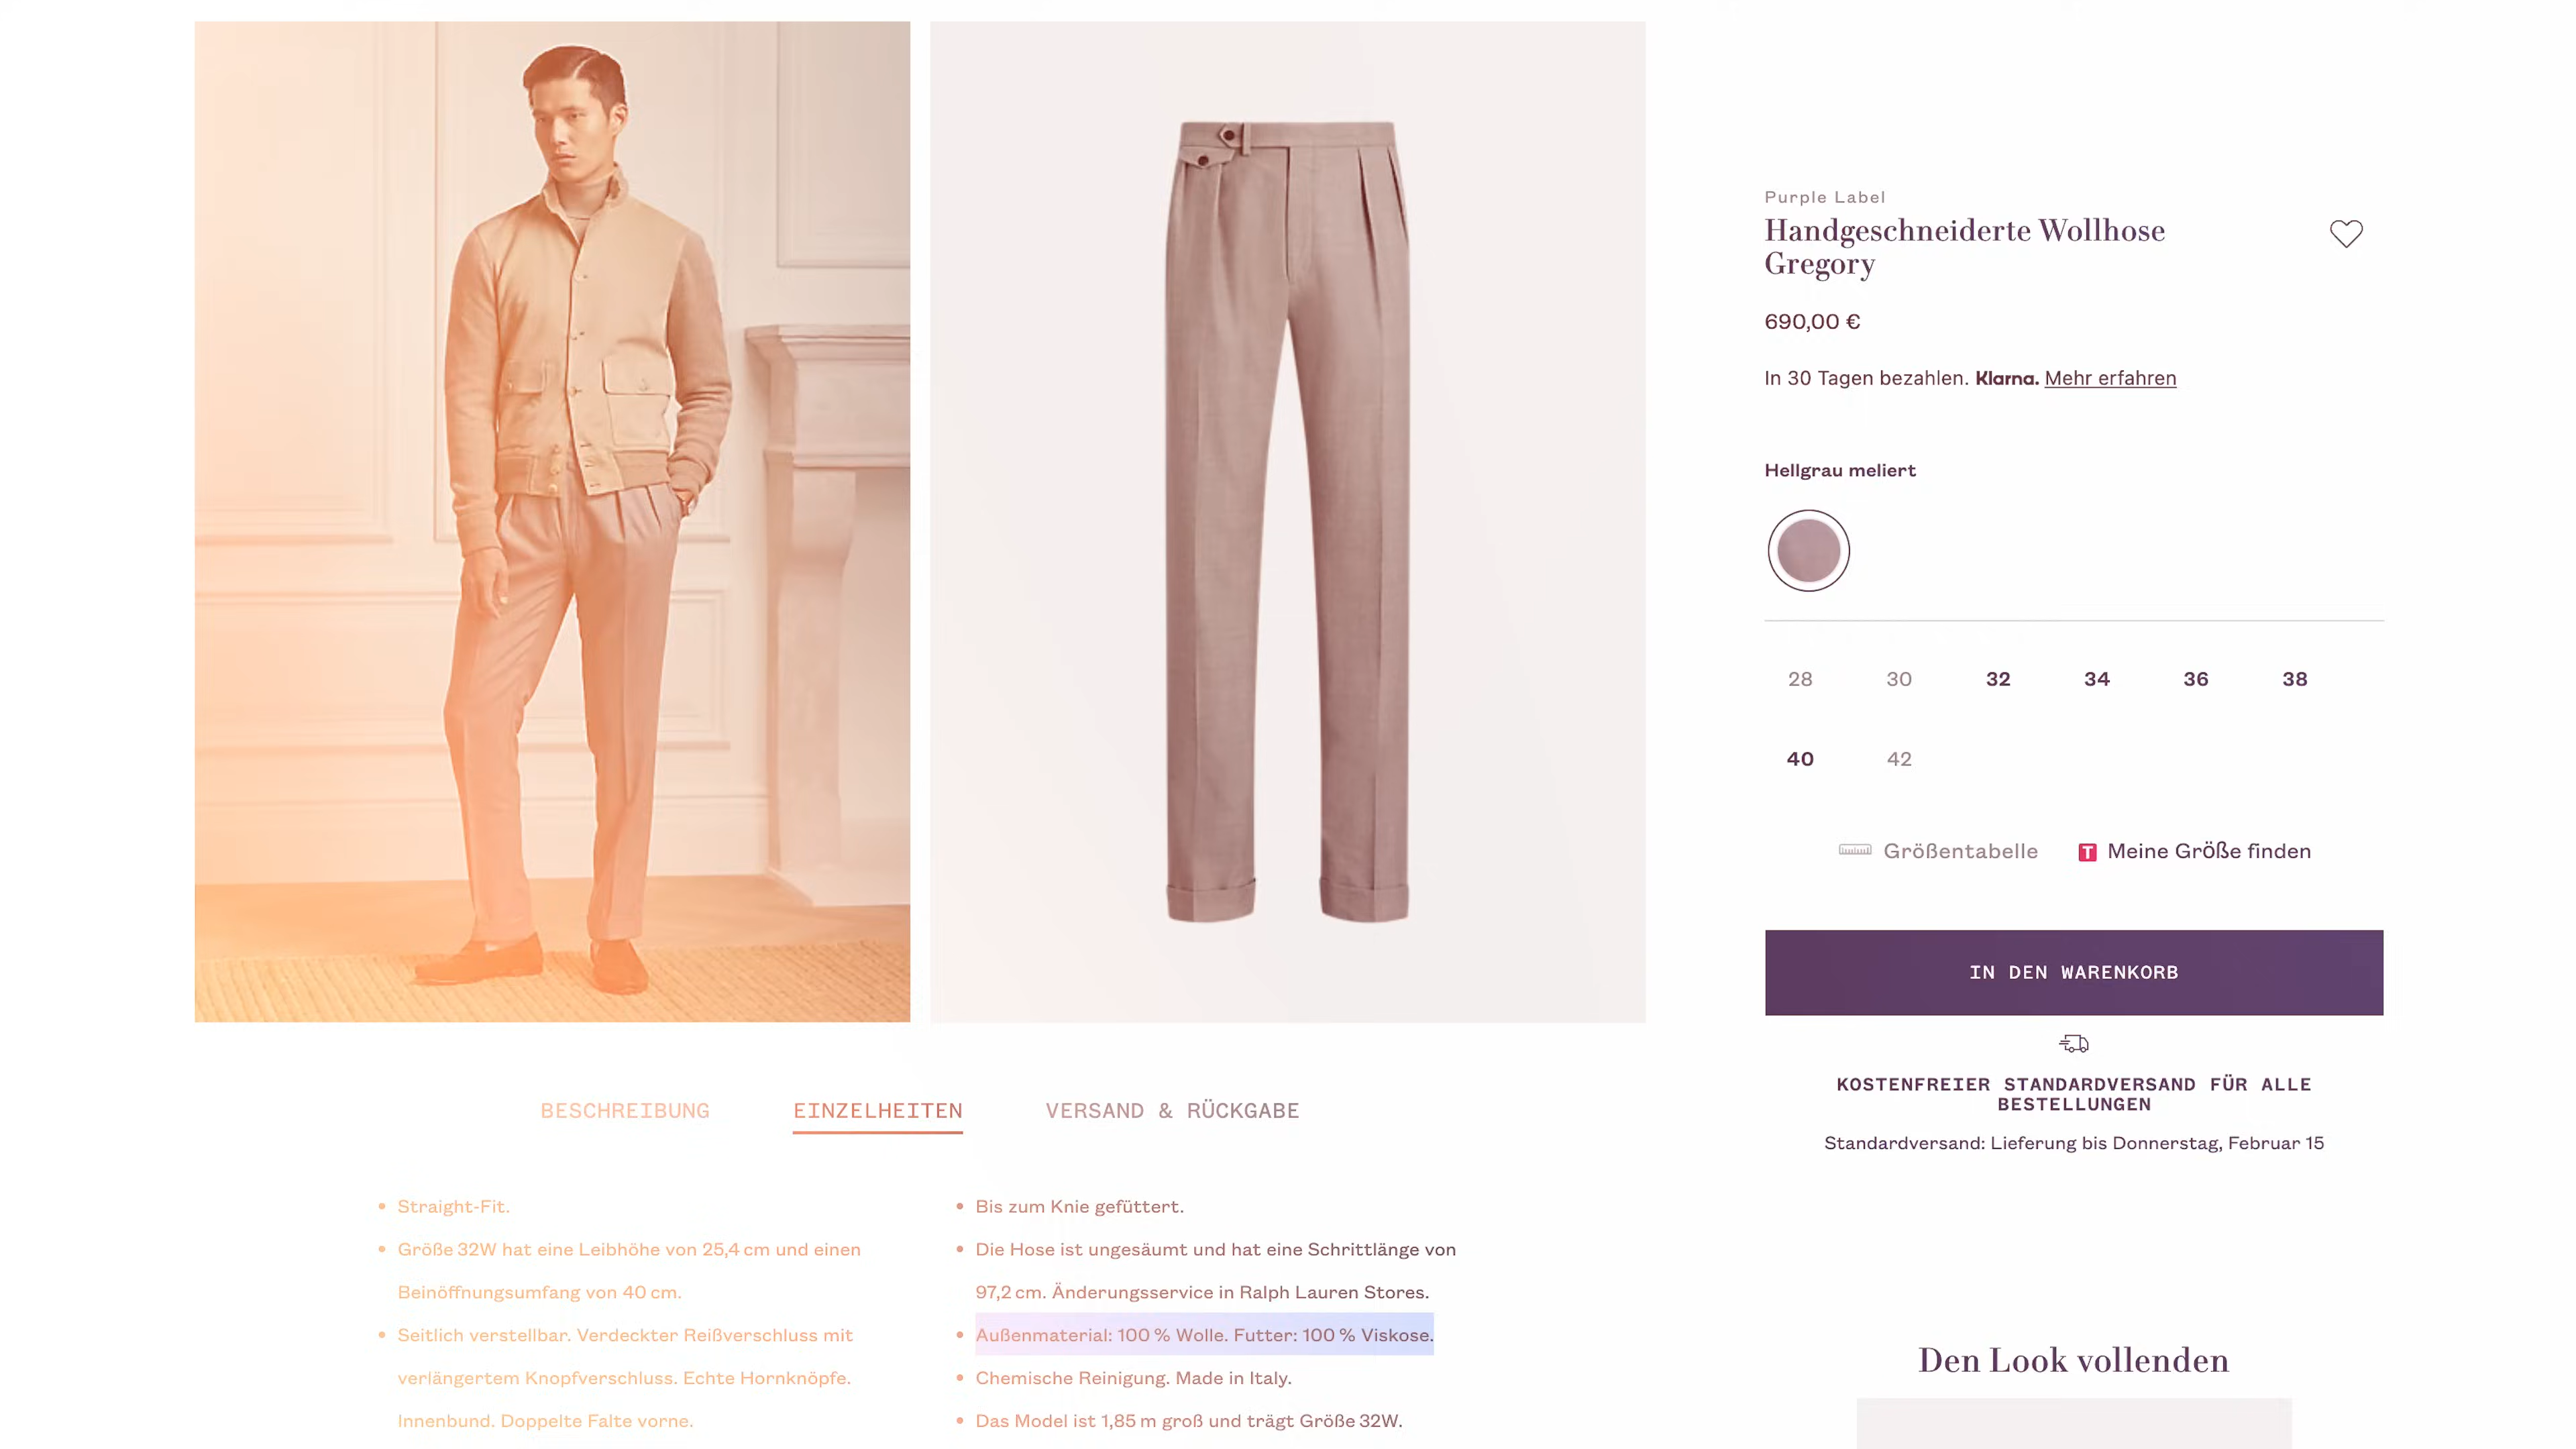 Purple Label
Handgeschneiderte Wollhose
Gregory
690,00 €
In 30 Tagen bezahlen. Klarna. Mehr erfahren
Hellgrau meliert
28 30 32 34 36 38
40 42
Größentabelle T Meine Größe finden
IN DEN WARENKORB
KOSTENFREIER STANDARDVERSAND FÜR ALLE
BESTELLUNGEN
Standardversand: Lieferung bis Donnerstag, Februar 15
Den Look vollenden
BESCHREIBUNG EINZELHEITEN VERSAND & RÜCKGABE
• Straight-Fit.
• Größe 32W hat eine Leibhöhe von 25,4 cm und einen
Beinöffnungsumfang von 40 cm.
• Seitlich verstellbar. Verdeckter Reißverschluss mit
verlängertem Knopfverschluss. Echte Hornknöpfe.
Innenbund. Doppelte Falte vorne.
• Bis zum Knie gefüttert.
• Die Hose ist ungesäumt und hat eine Schrittlänge von
97,2 cm. Änderungsservice in Ralph Lauren Stores.
• Außenmaterial: 100 % Wolle. Futter: 100 % Viskose.
• Chemische Reinigung. Made in Italy.
• Das Model ist 1,85 m groß und trägt Größe 32W.